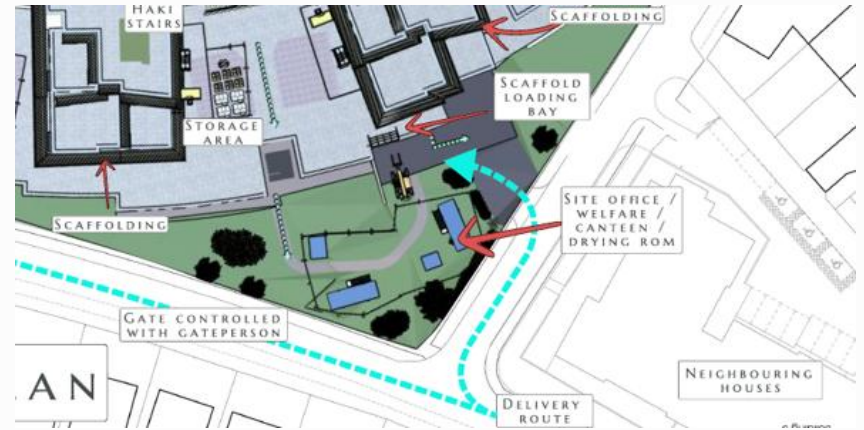 HAKI
STAIRS
SCAFFOLDING
SCAFFOLD
LOADING
BAY
STORAGE
AREA
SITE OFFICE /
WELFARE /
CANTEEN /
DRYING ROM
SCAFFOLDING
GATE CONTROLLED
WITH GATEPERSON
NEIGHBOURING
HOUSES
LAN
DELIVERY
ROUTE